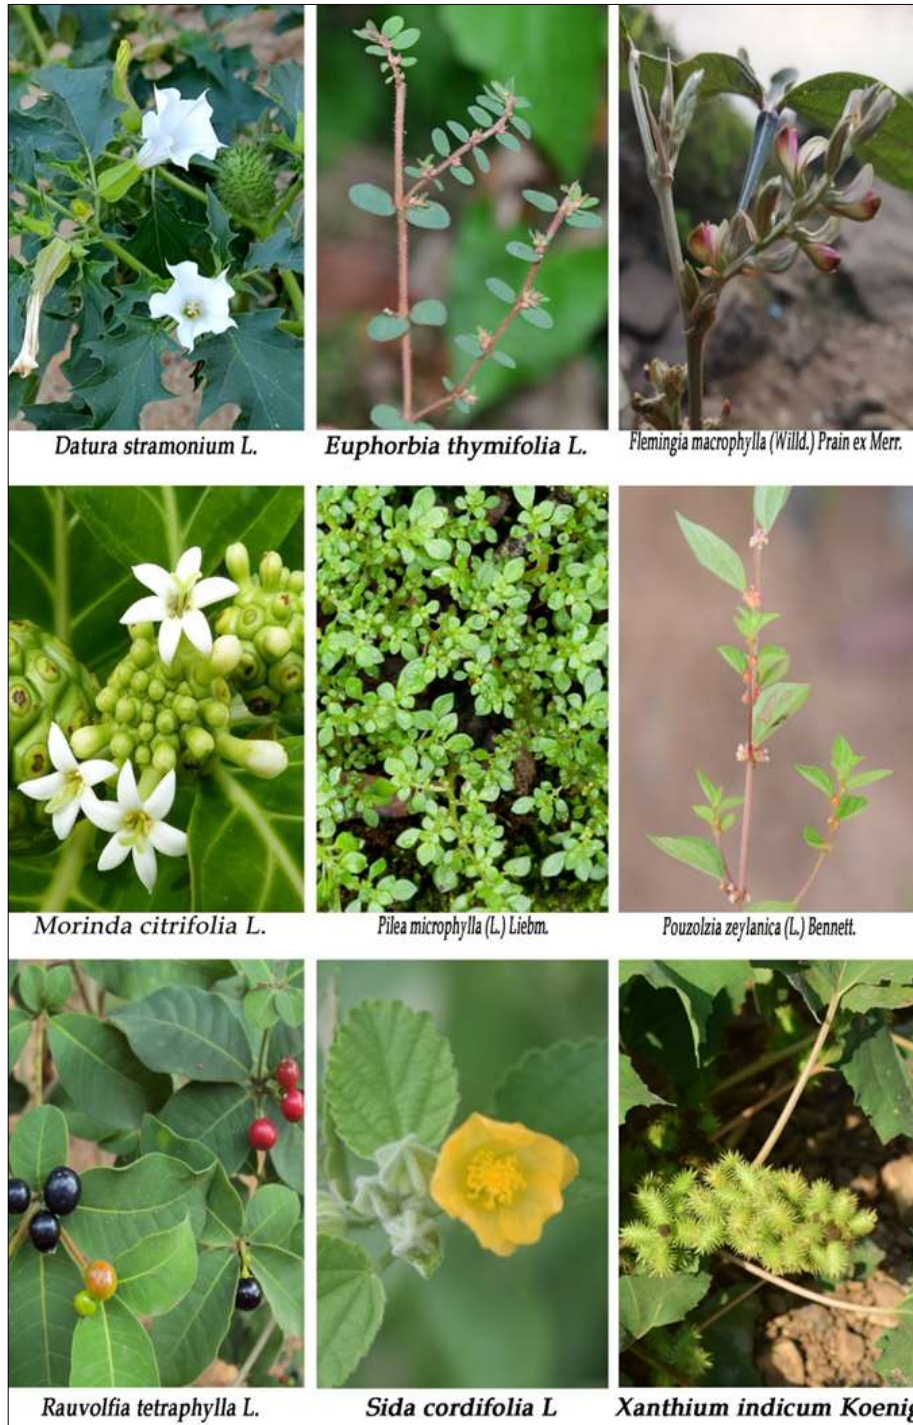 Datura stramonium L.
Euphorbia thymifolia L.
Flemingia macrophylla (Willd.) Prain ex Merr.
Morinda citrifolia L.
Pilea microphylla (L.) Liebm.
Pouzolzia zeylanica (L.) Bennett.
Rauvolfia tetraphylla L.
Sida cordifolia L
Xanthium indicum Koenig